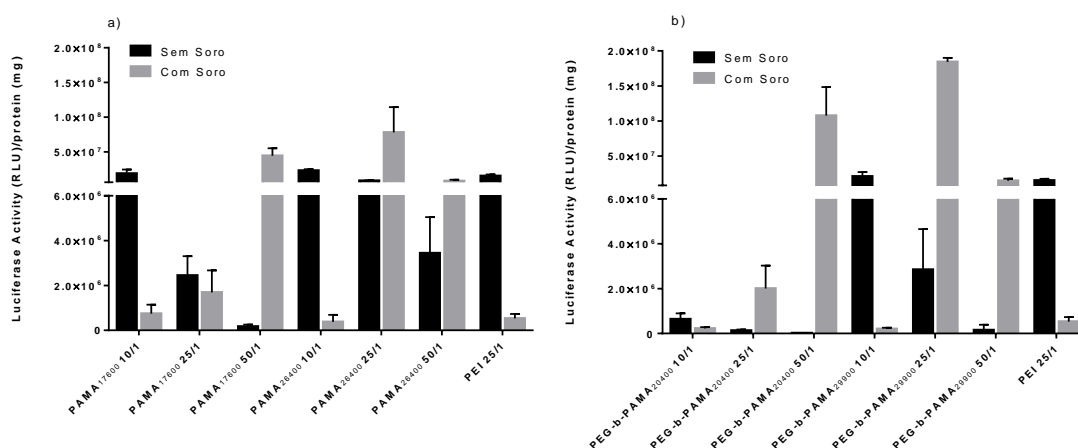 a)
Luciferase Activity (RLU)/protein (mg)
2.0×10⁸
1.5×10⁸
1.0×10⁸
5.0×10⁷
6.0×10⁶
4.0×10⁶
2.0×10⁶
0
Sem Soro
Com Soro
PAMA₁₇₆₀₀ 10/1
PAMA₁₇₆₀₀ 25/1
PAMA₁₇₆₀₀ 50/1
PAMA₂₆₄₀₀ 10/1
PAMA₂₆₄₀₀ 25/1
PAMA₂₆₄₀₀ 50/1
PEI 25/1
b)
Luciferase Activity (RLU)/protein (mg)
2.0×10⁸
1.5×10⁸
1.0×10⁸
5.0×10⁷
6.0×10⁶
4.0×10⁶
2.0×10⁶
0
Sem Soro
Com Soro
PEG-b-PAMA₂₀₄₀₀ 10/1
PEG-b-PAMA₂₀₄₀₀ 25/1
PEG-b-PAMA₂₀₄₀₀ 50/1
PEG-b-PAMA₂₉₉₀₀ 10/1
PEG-b-PAMA₂₉₉₀₀ 25/1
PEG-b-PAMA₂₉₉₀₀ 50/1
PEI 25/1